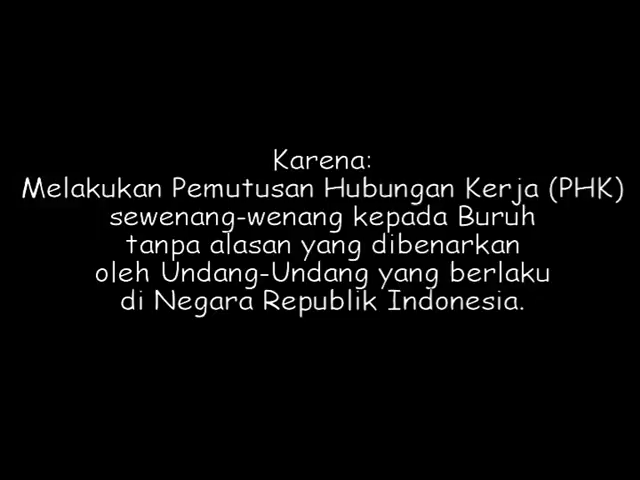 Karena:
Melakukan Pemutusan Hubungan Kerja (PHK)
sewenang-wenang kepada Buruh
tanpa alasan yang dibenarkan
oleh Undang-Undang yang berlaku
di Negara Republik Indonesia.